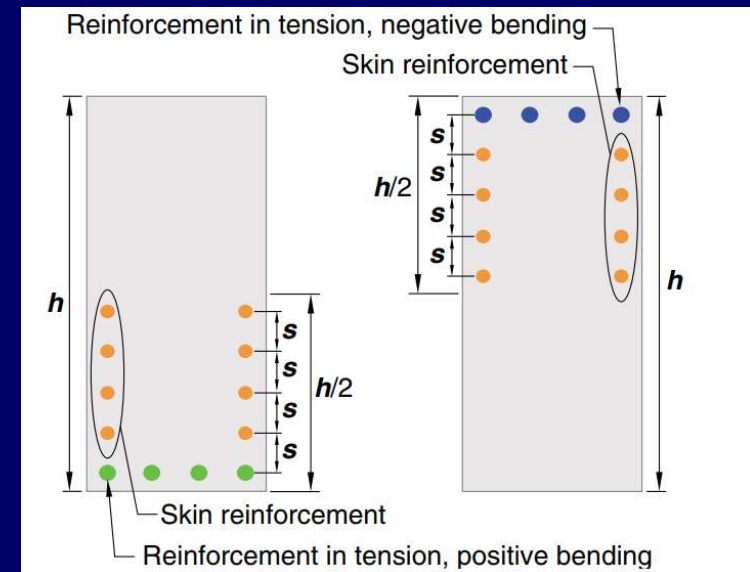 Reinforcement in tension, negative bending
Skin reinforcement
s
s
h/2
s
s
h
h
s
s
h/2
s
s
Skin reinforcement
Reinforcement in tension, positive bending